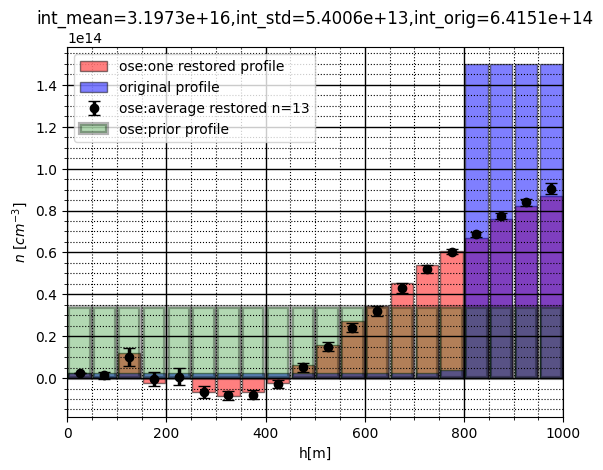 int_mean=3.1973e+16,int_std=5.4006e+13,int_orig=6.4151e+14
1e14
ose:one restored profile
original profile
ose:average restored n=13
ose:prior profile
1.4
1.2
1.0
0.8
0.6
0.4
0.2
0.0
n [cm⁻³]
0 200 400 600 800 1000
h[m]